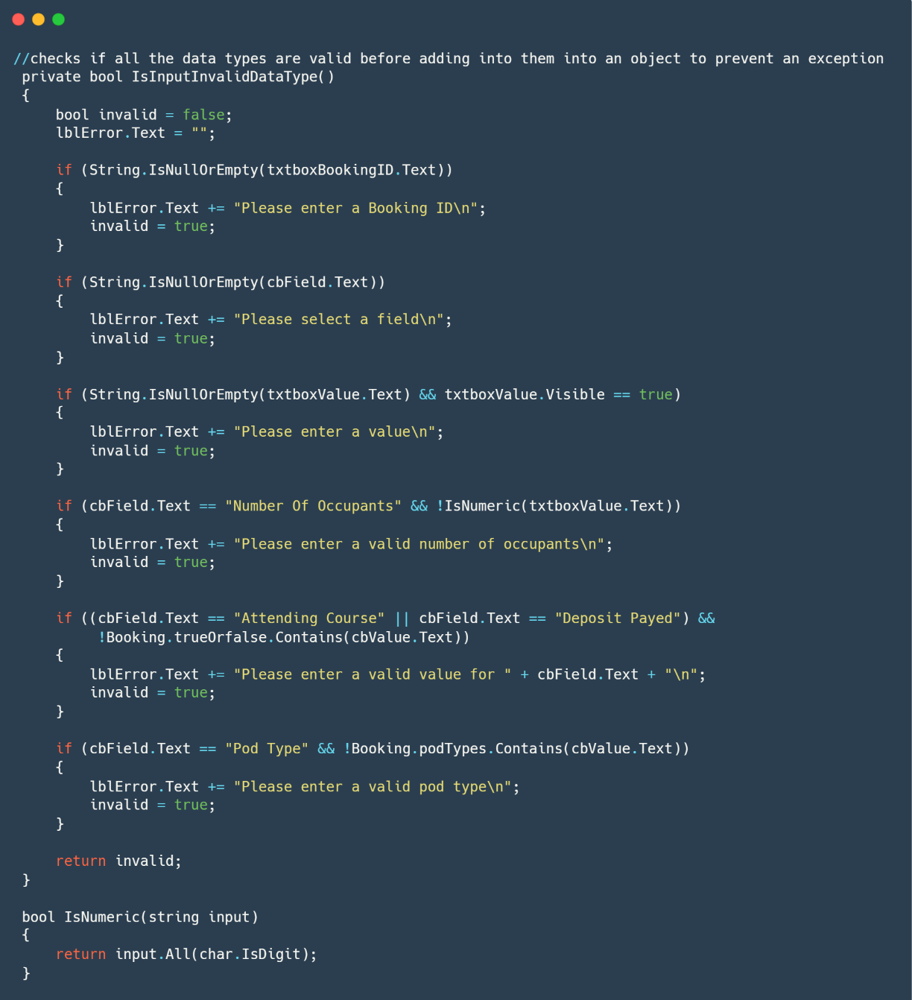 //checks if all the data types are valid before adding into them into an object to prevent an exception
private bool IsInputInvalidDataType()
{
    bool invalid = false;
    lblError.Text = "";

    if (String.IsNullOrEmpty(txtboxBookingID.Text))
    {
        lblError.Text += "Please enter a Booking ID\n";
        invalid = true;
    }

    if (String.IsNullOrEmpty(cbField.Text))
    {
        lblError.Text += "Please select a field\n";
        invalid = true;
    }

    if (String.IsNullOrEmpty(txtboxValue.Text) && txtboxValue.Visible == true)
    {
        lblError.Text += "Please enter a value\n";
        invalid = true;
    }

    if (cbField.Text == "Number Of Occupants" && !IsNumeric(txtboxValue.Text))
    {
        lblError.Text += "Please enter a valid number of occupants\n";
        invalid = true;
    }

    if ((cbField.Text == "Attending Course" || cbField.Text == "Deposit Payed") &&
         !Booking.trueOrfalse.Contains(cbValue.Text))
    {
        lblError.Text += "Please enter a valid value for " + cbField.Text + "\n";
        invalid = true;
    }

    if (cbField.Text == "Pod Type" && !Booking.podTypes.Contains(cbValue.Text))
    {
        lblError.Text += "Please enter a valid pod type\n";
        invalid = true;
    }

    return invalid;
}

bool IsNumeric(string input)
{
    return input.All(char.IsDigit);
}